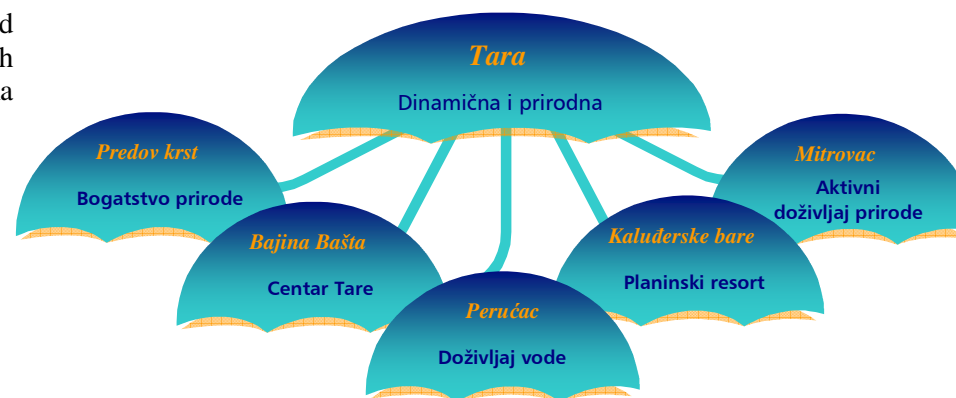 Tara
Dinamična i prirodna
Predov krst
Bogatstvo prirode
Bajina Bašta
Centar Tare
Perućac
Doživljaj vode
Kaluđerske bare
Planinski resort
Mitrovac
Aktivni
doživljaj prirode